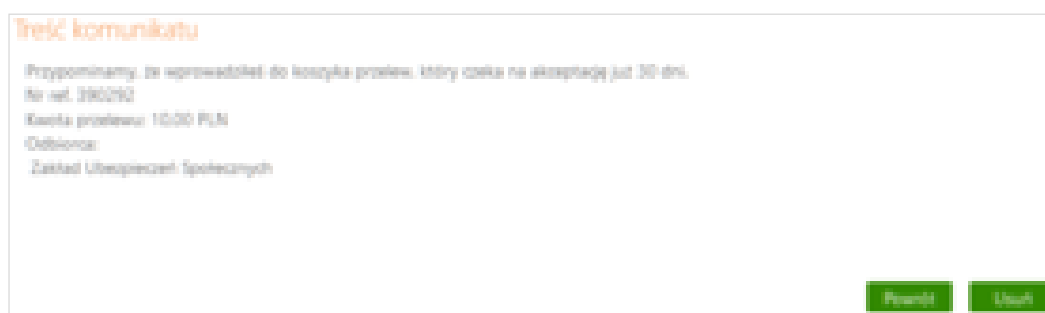 Treść komunikatu
Przypominamy, że wprowadziłeś do koszyka przelew, który czeka na akceptację już 30 dni.
Nr ref. 390292
Kwota przelewu: 10,00 PLN
Odbiorca:
Zakład Ubezpieczeń Społecznych
Powrót
Usuń